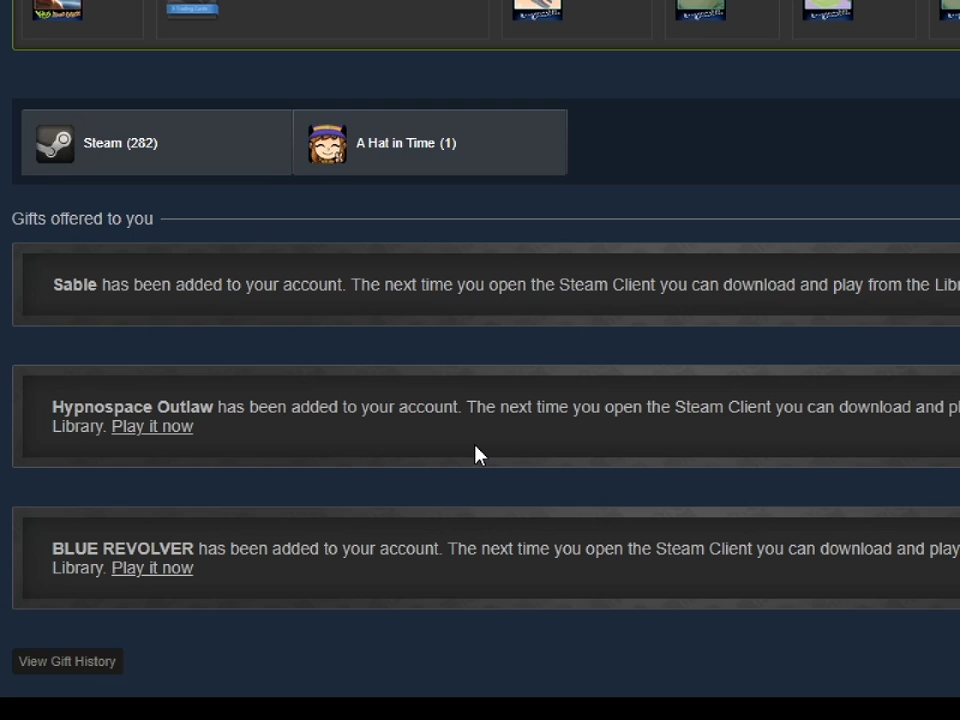 Steam (282)
A Hat in Time (1)
Gifts offered to you
Sable has been added to your account. The next time you open the Steam Client you can download and play from the Libr
Hypnospace Outlaw has been added to your account. The next time you open the Steam Client you can download and pl
Library. Play it now
BLUE REVOLVER has been added to your account. The next time you open the Steam Client you can download and play
Library. Play it now
View Gift History